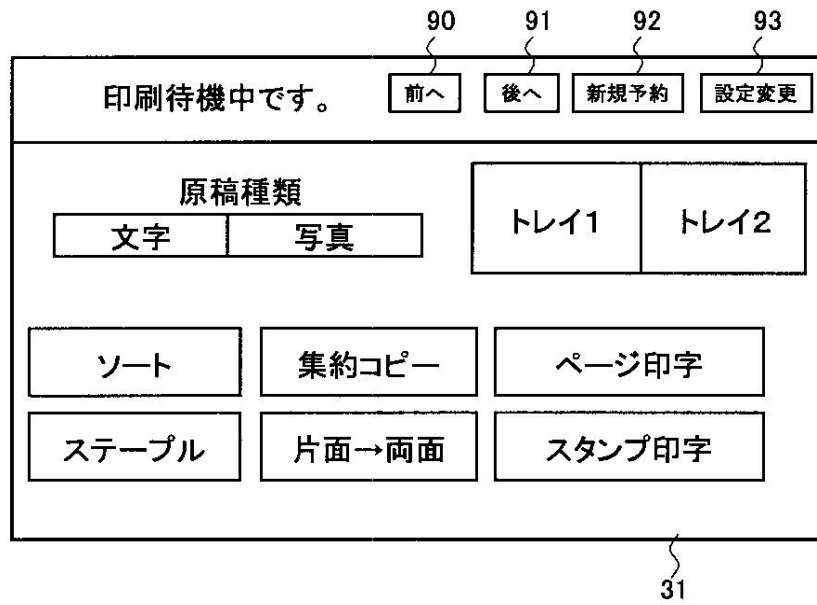 90 91 92 93
印刷待機中です。 前へ 後へ 新規予約 設定変更
原稿種類
文字 写真 トレイ1 トレイ2
ソート 集約コピー ページ印字
ステープル 片面→両面 スタンプ印字
31